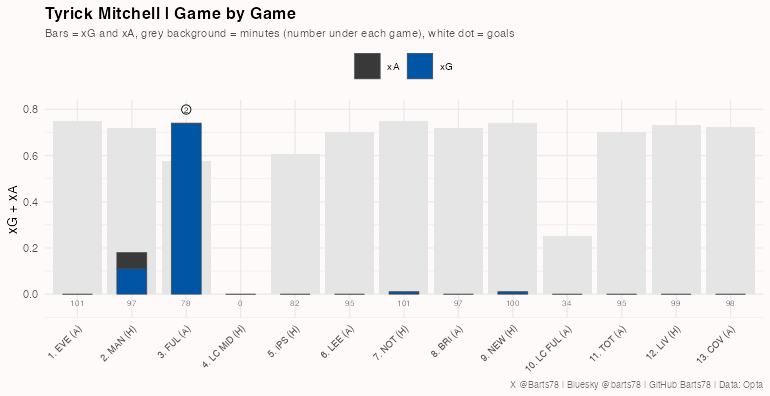 Tyrick Mitchell | Game by Game
Bars = xG and xA, grey background = minutes (number under each game), white dot = goals
xA xG
xG + xA
0.8
0.6
0.4
0.2
0.0
2
101 97 78 0 82 95 101 97 100 34 95 99 98
1. EVE (A)
2. MAN (H)
3. FUL (A)
4. LC MID (H)
5. IPS (H)
6. LEE (A)
7. NOT (H)
8. BRI (A)
9. NEW (H)
10. LC FUL (A)
11. TOT (A)
12. LIV (H)
13. COV (A)
X @Barts78 | Bluesky @barts78 | GitHub Barts78 | Data: Opta